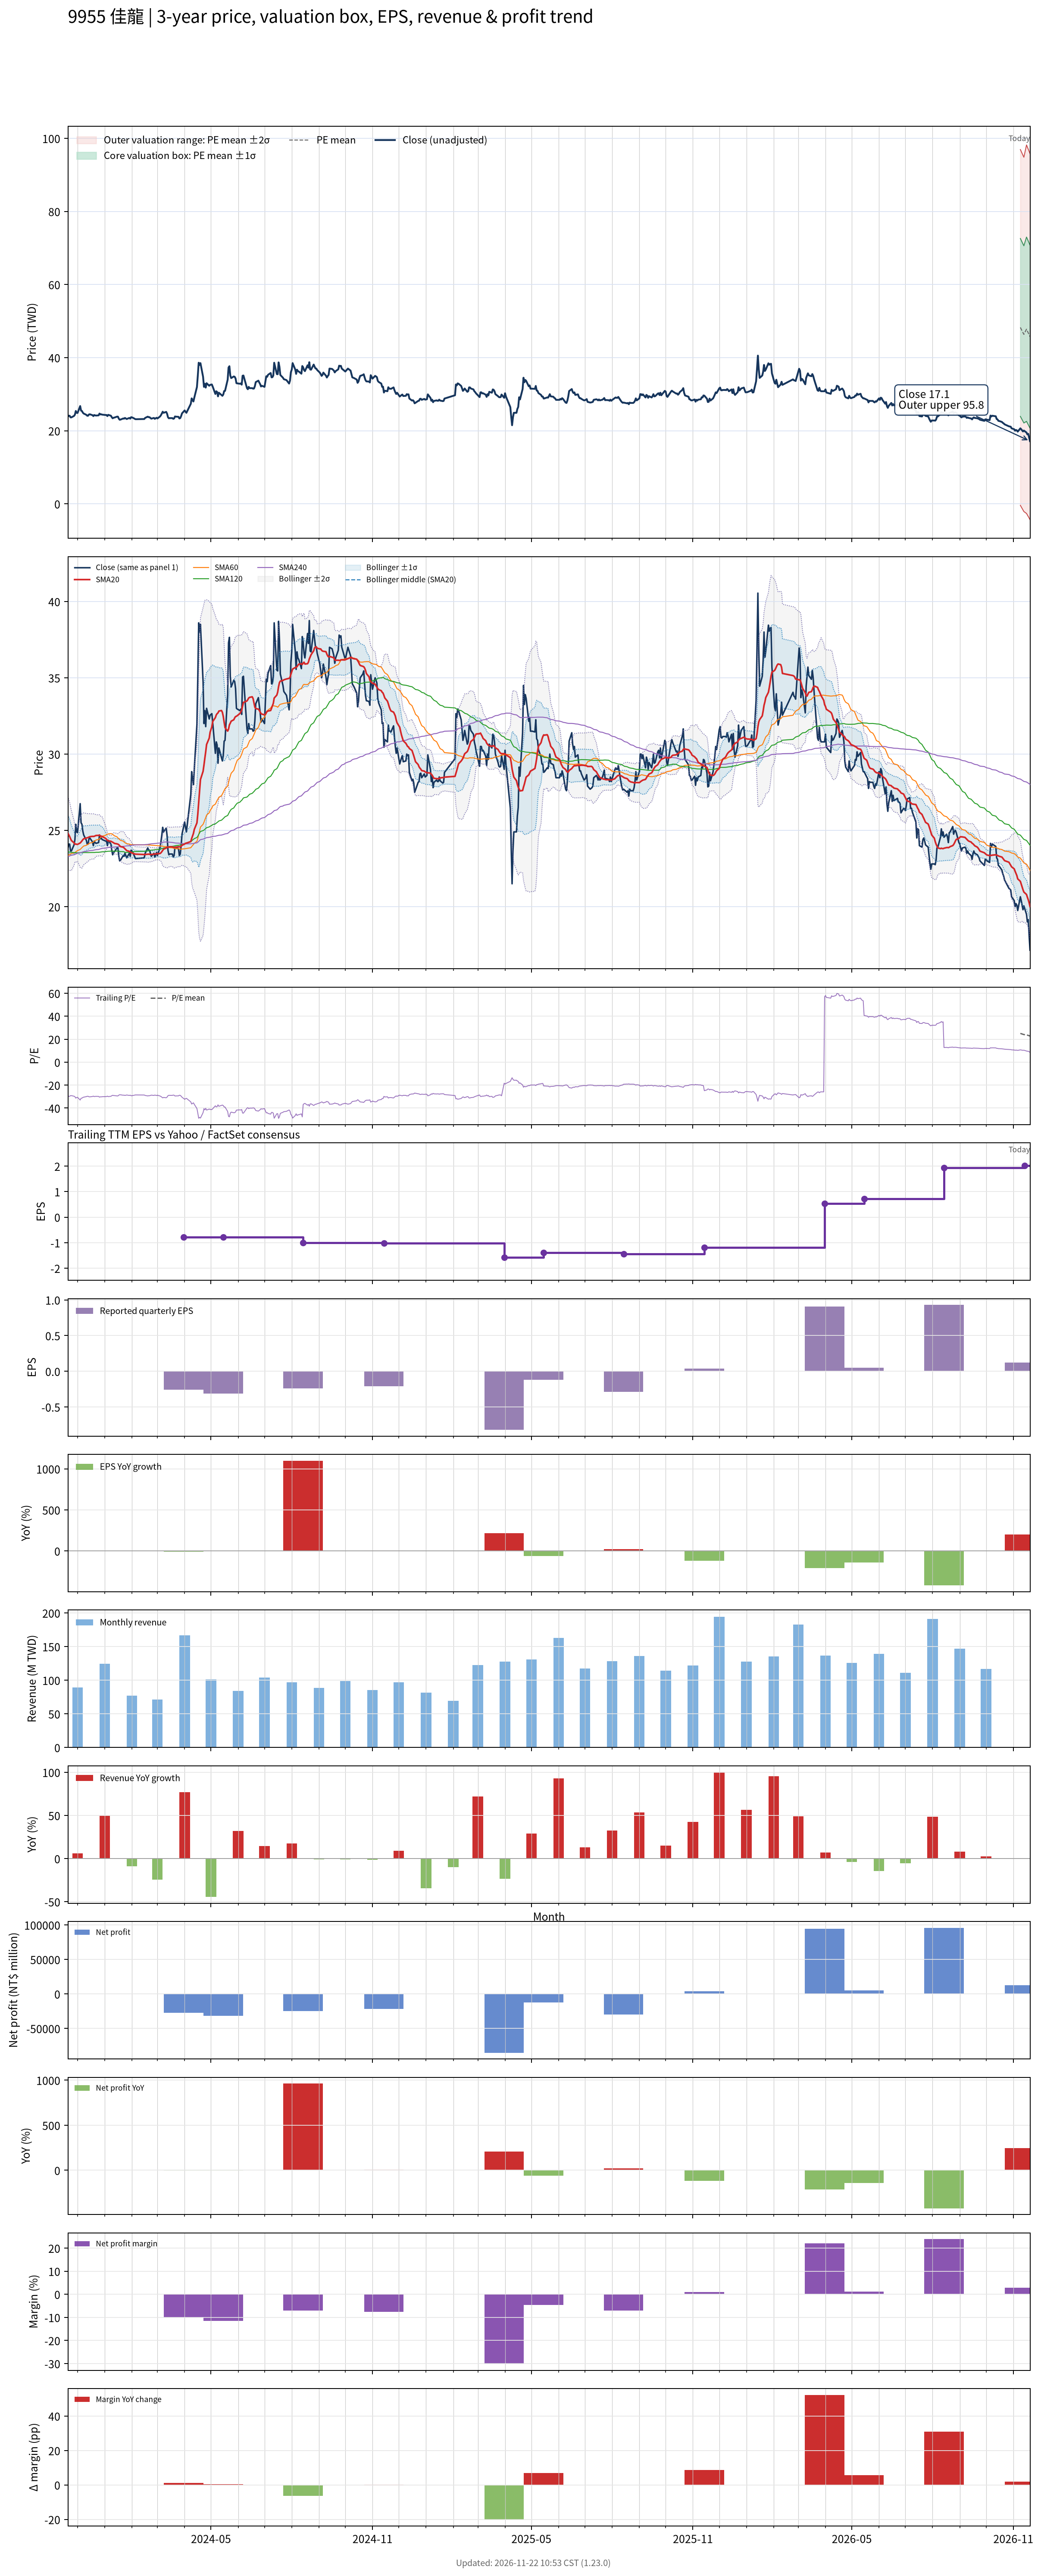 9955 佳龍 | 3-year price, valuation box, EPS, revenue & profit trend
Outer valuation range: PE mean ±2σ
Core valuation box: PE mean ±1σ
PE mean
Close (unadjusted)
Today
Close 17.1
Outer upper 95.8
Price (TWD)
100
80
60
40
20
0
Close (same as panel 1)
SMA20
SMA60
SMA120
SMA240
Bollinger ±2σ
Bollinger ±1σ
Bollinger middle (SMA20)
Price
40
35
30
25
20
Trailing P/E
P/E mean
P/E
60
40
20
0
-20
-40
Trailing TTM EPS vs Yahoo / FactSet consensus
Today
EPS
2
1
0
-1
-2
Reported quarterly EPS
EPS
1.0
0.5
0.0
-0.5
EPS YoY growth
YoY (%)
1000
500
0
Monthly revenue
Revenue (M TWD)
200
150
100
50
0
Revenue YoY growth
YoY (%)
100
50
0
-50
Month
Net profit
Net profit (NT$ million)
100000
50000
0
-50000
Net profit YoY
YoY (%)
1000
500
0
Net profit margin
Margin (%)
20
10
0
-10
-20
-30
Margin YoY change
Δ margin (pp)
40
20
0
-20
2024-05
2024-11
2025-05
2025-11
2026-05
2026-11
Updated: 2026-11-22 10:53 CST (1.23.0)